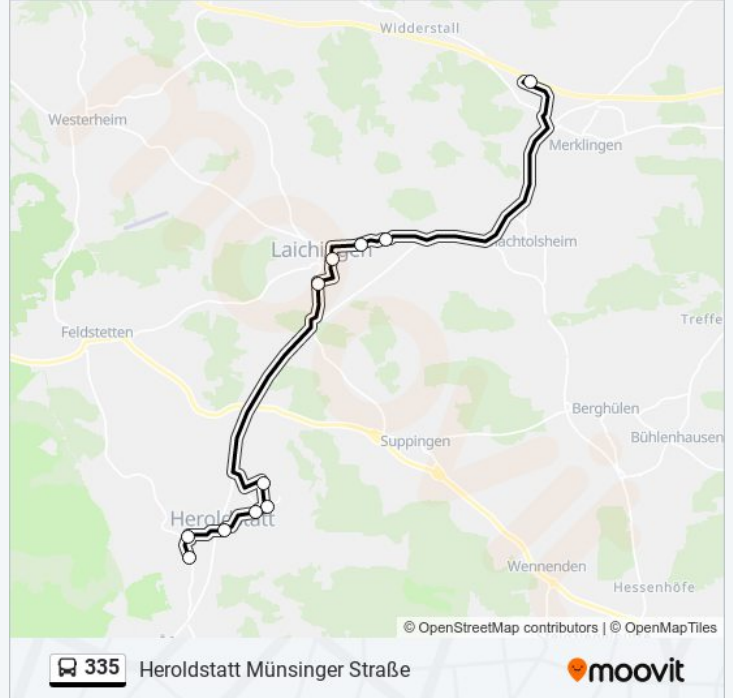 Widderstall
Westerheim
Merklingen
Laichingen
Machtolsheim
Feldstetten
Treffe
Berghülen
Bühlenhausen
Suppingen
Heroldstatt
Wennenden
Hessenhöfe
© OpenStreetMap contributors | © OpenMapTiles
335 Heroldstatt Münsinger Straße
moovit